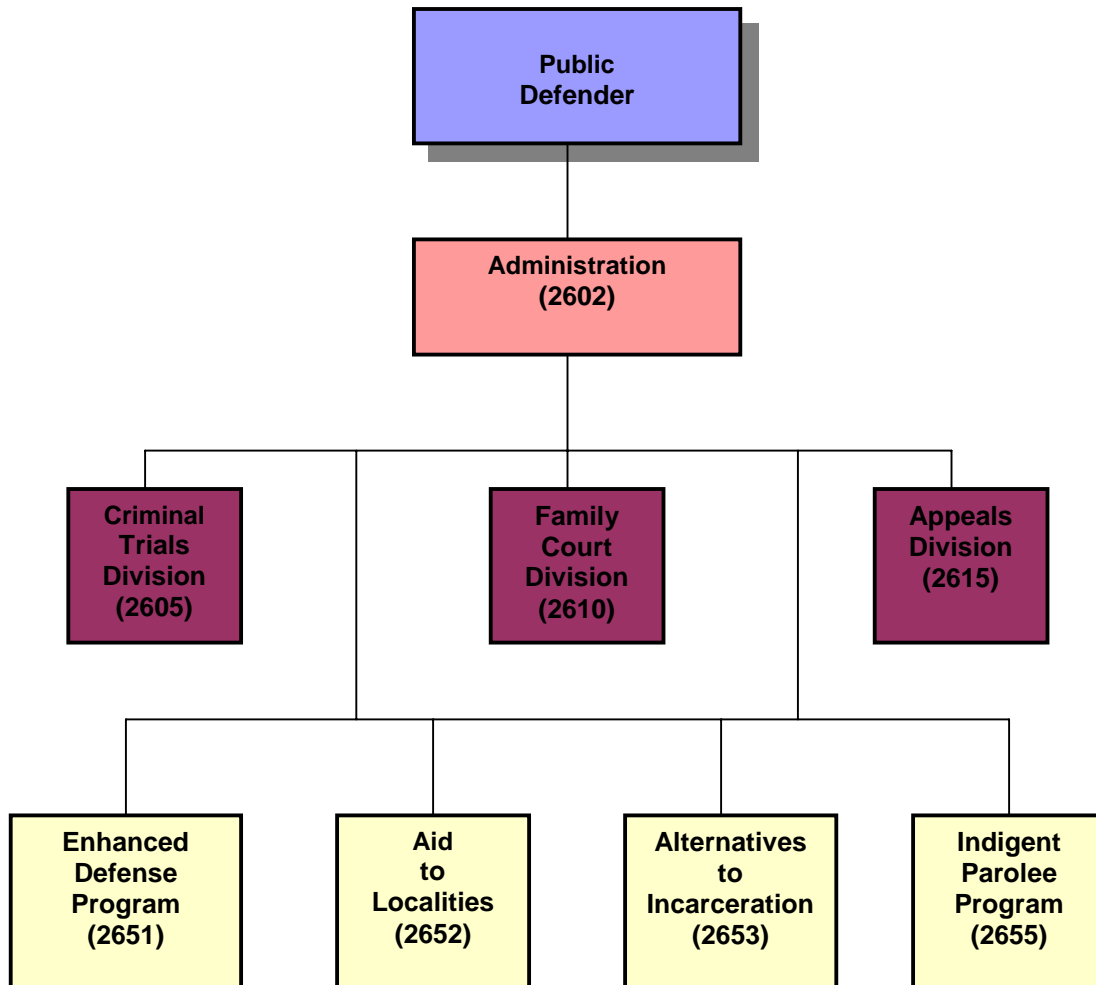 Public
Defender
Administration
(2602)
Criminal
Trials
Division
(2605)
Family
Court
Division
(2610)
Appeals
Division
(2615)
Enhanced
Defense
Program
(2651)
Aid
to
Localities
(2652)
Alternatives
to
Incarceration
(2653)
Indigent
Parolee
Program
(2655)